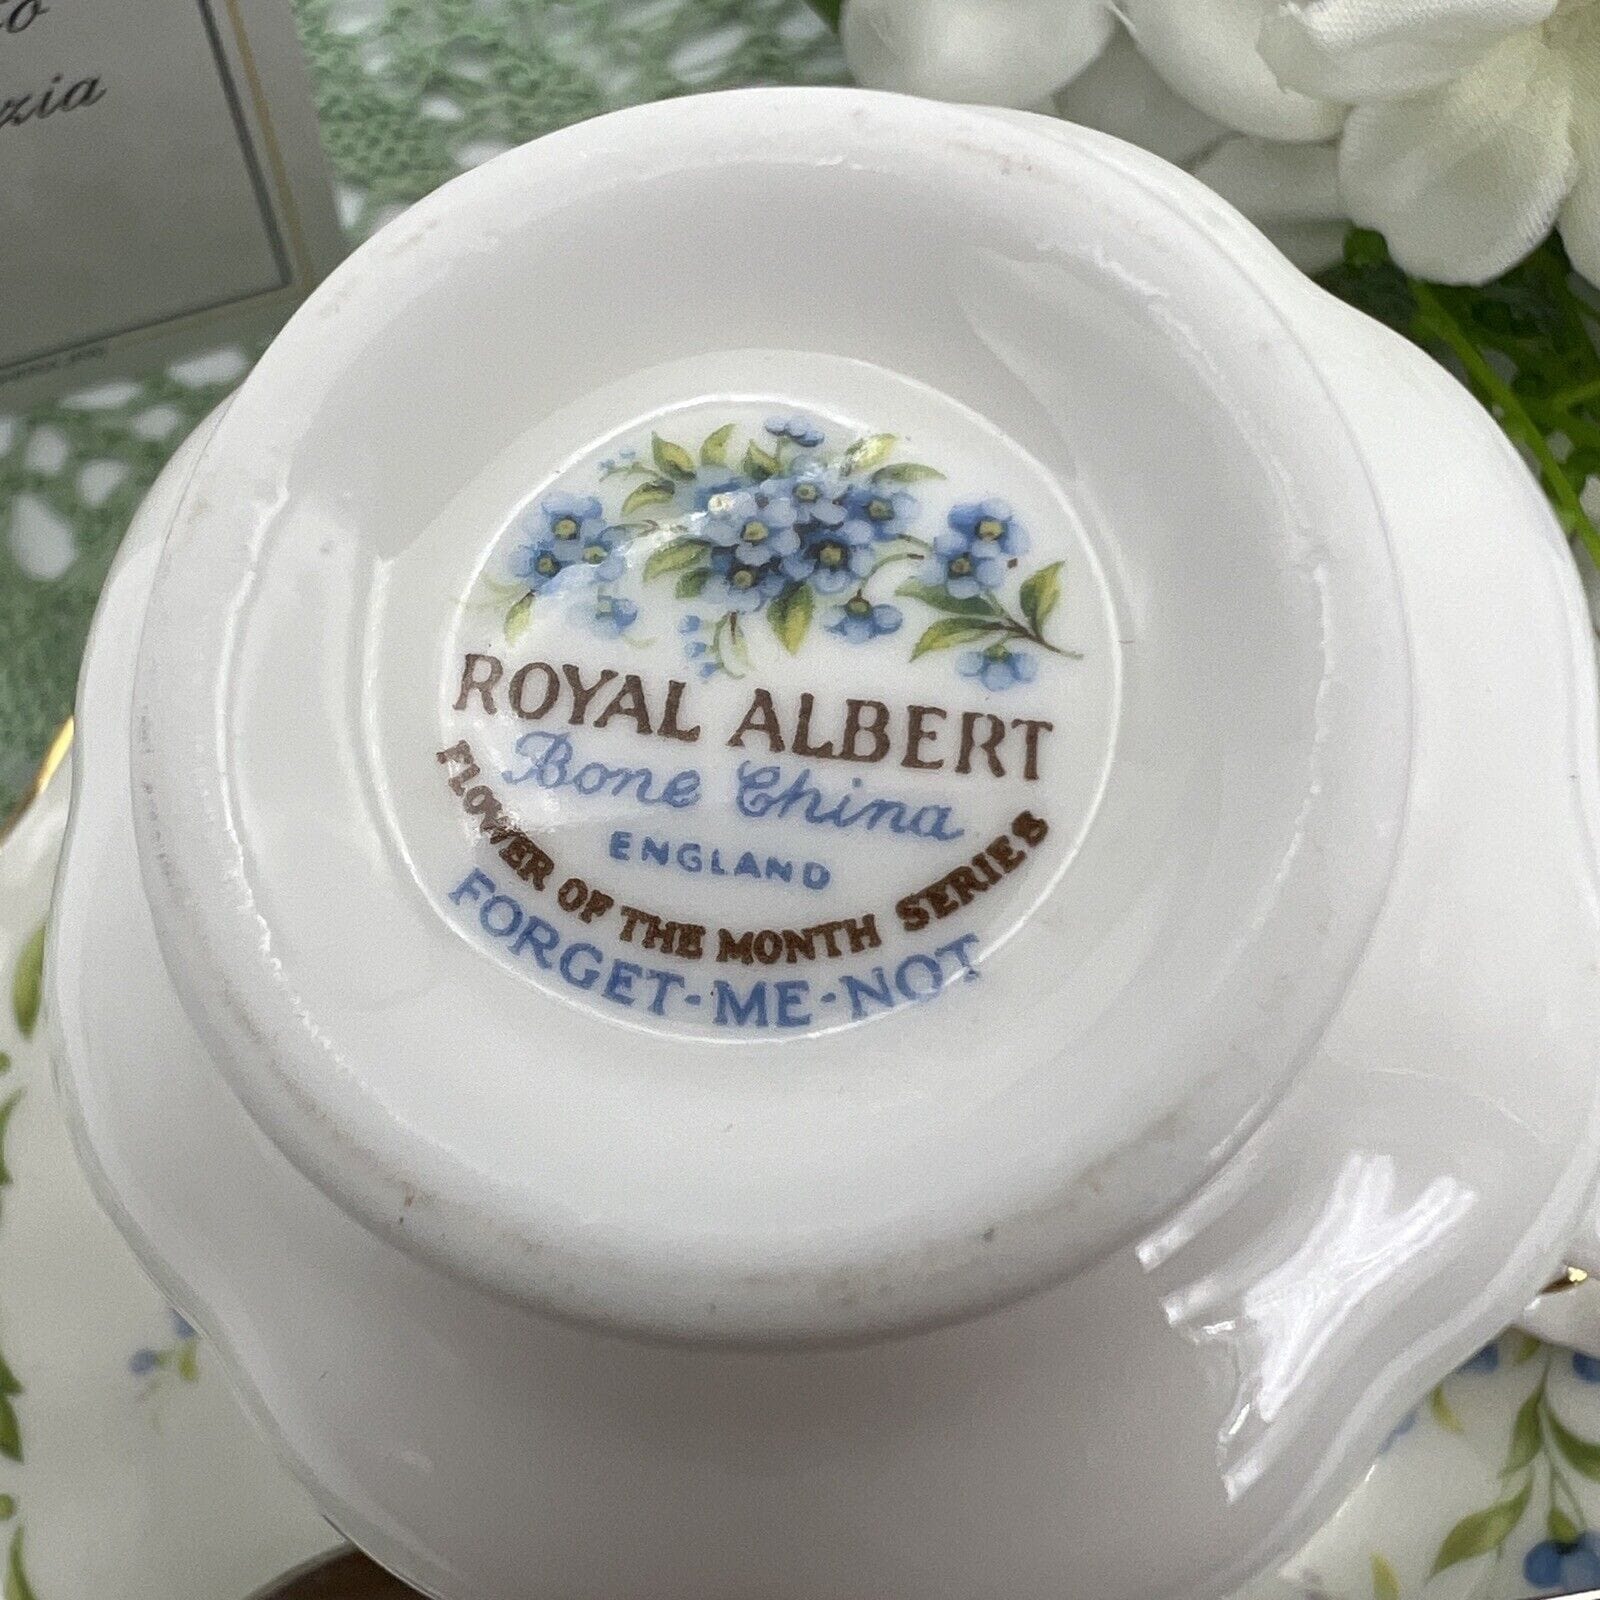 ROYAL ALBERT
Bone China
ENGLAND
FLOWER OF THE MONTH SERIES
FORGET-ME-NOT